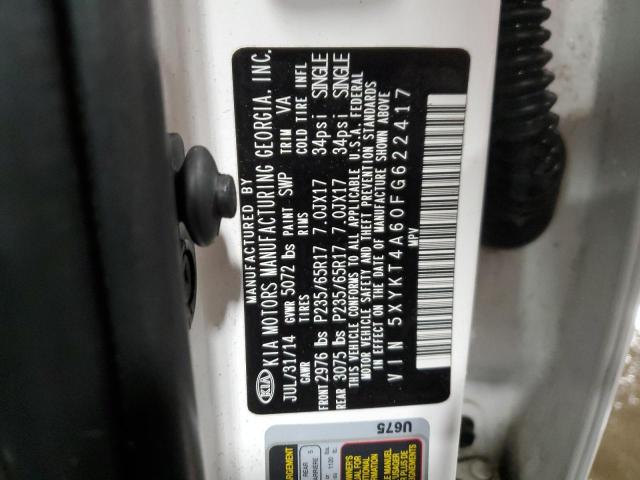 KIA
MANUFACTURED BY
KIA MOTORS MANUFACTURING GEORGIA, INC.
JUL/31/14 GVWR 5072 lbs PAINT SWP TRIM VA
GAWR TIRES RIMS COLD TIRE INFL
FRONT 2976 lbs P235/65R17 7.0JX17 34psi SINGLE
REAR 3075 lbs P235/65R17 7.0JX17 34psi SINGLE
THIS VEHICLE CONFORMS TO ALL APPLICABLE U.S.A. FEDERAL
MOTOR VEHICLE SAFETY AND THEFT PREVENTION STANDARDS
IN EFFECT ON THE DATE OF MANUFACTURE SHOWN ABOVE
VIN 5XYKT4A60FG622417
MPV
U675
REAR 5